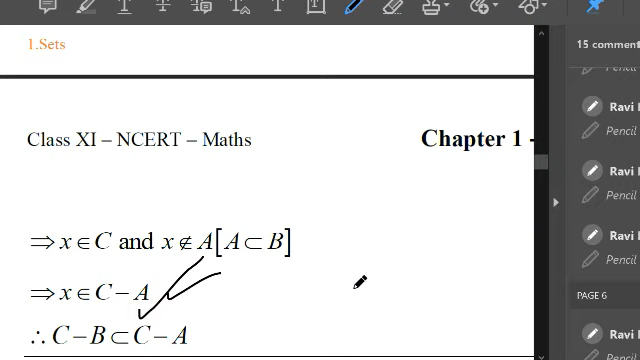 1.Sets
15 comment
Ravi
Pencil
Class XI – NCERT – Maths
Chapter 1 -
Ravi
Pencil
Ravi
Pencil
⇒ x ∈ C and x ∉ A[A ⊂ B]
Ravi
Pencil
⇒ x ∈ C – A
PAGE 6
∴ C – B ⊂ C – A
Ravi
Pencil